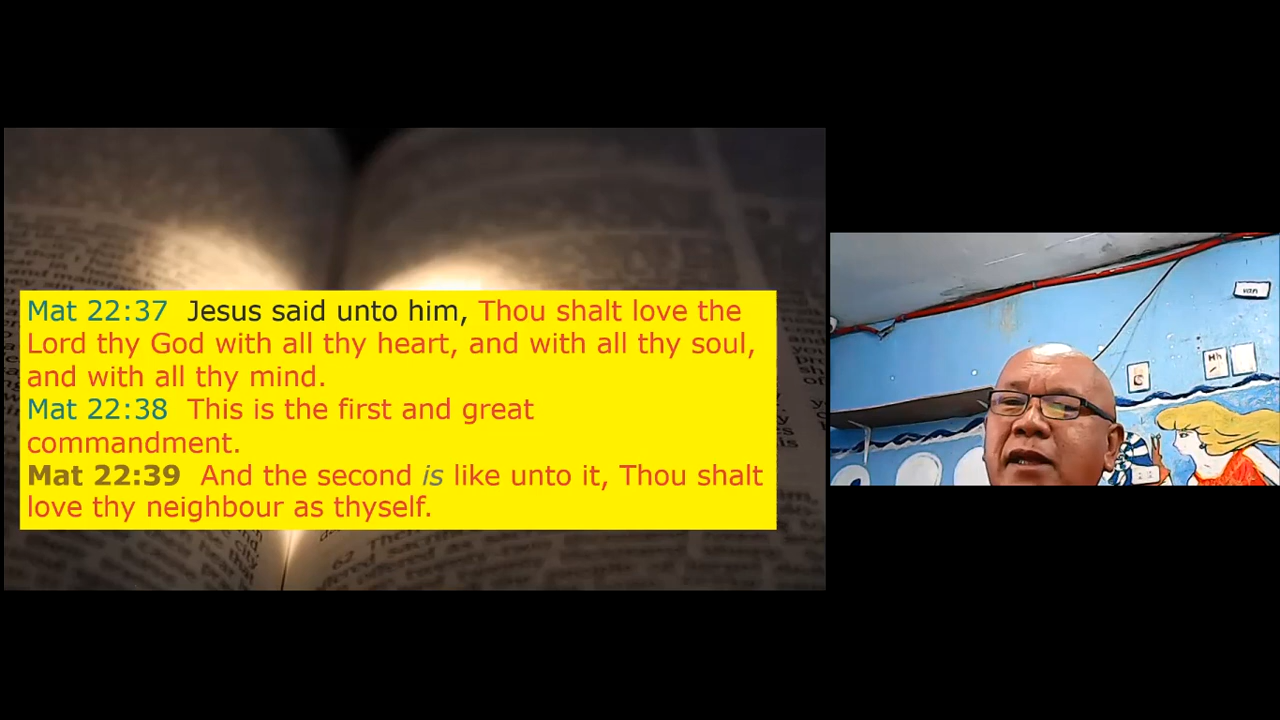 Mat 22:37 Jesus said unto him, Thou shalt love the
Lord thy God with all thy heart, and with all thy soul,
and with all thy mind.
Mat 22:38 This is the first and great
commandment.
Mat 22:39 And the second is like unto it, Thou shalt
love thy neighbour as thyself.
van
Hh